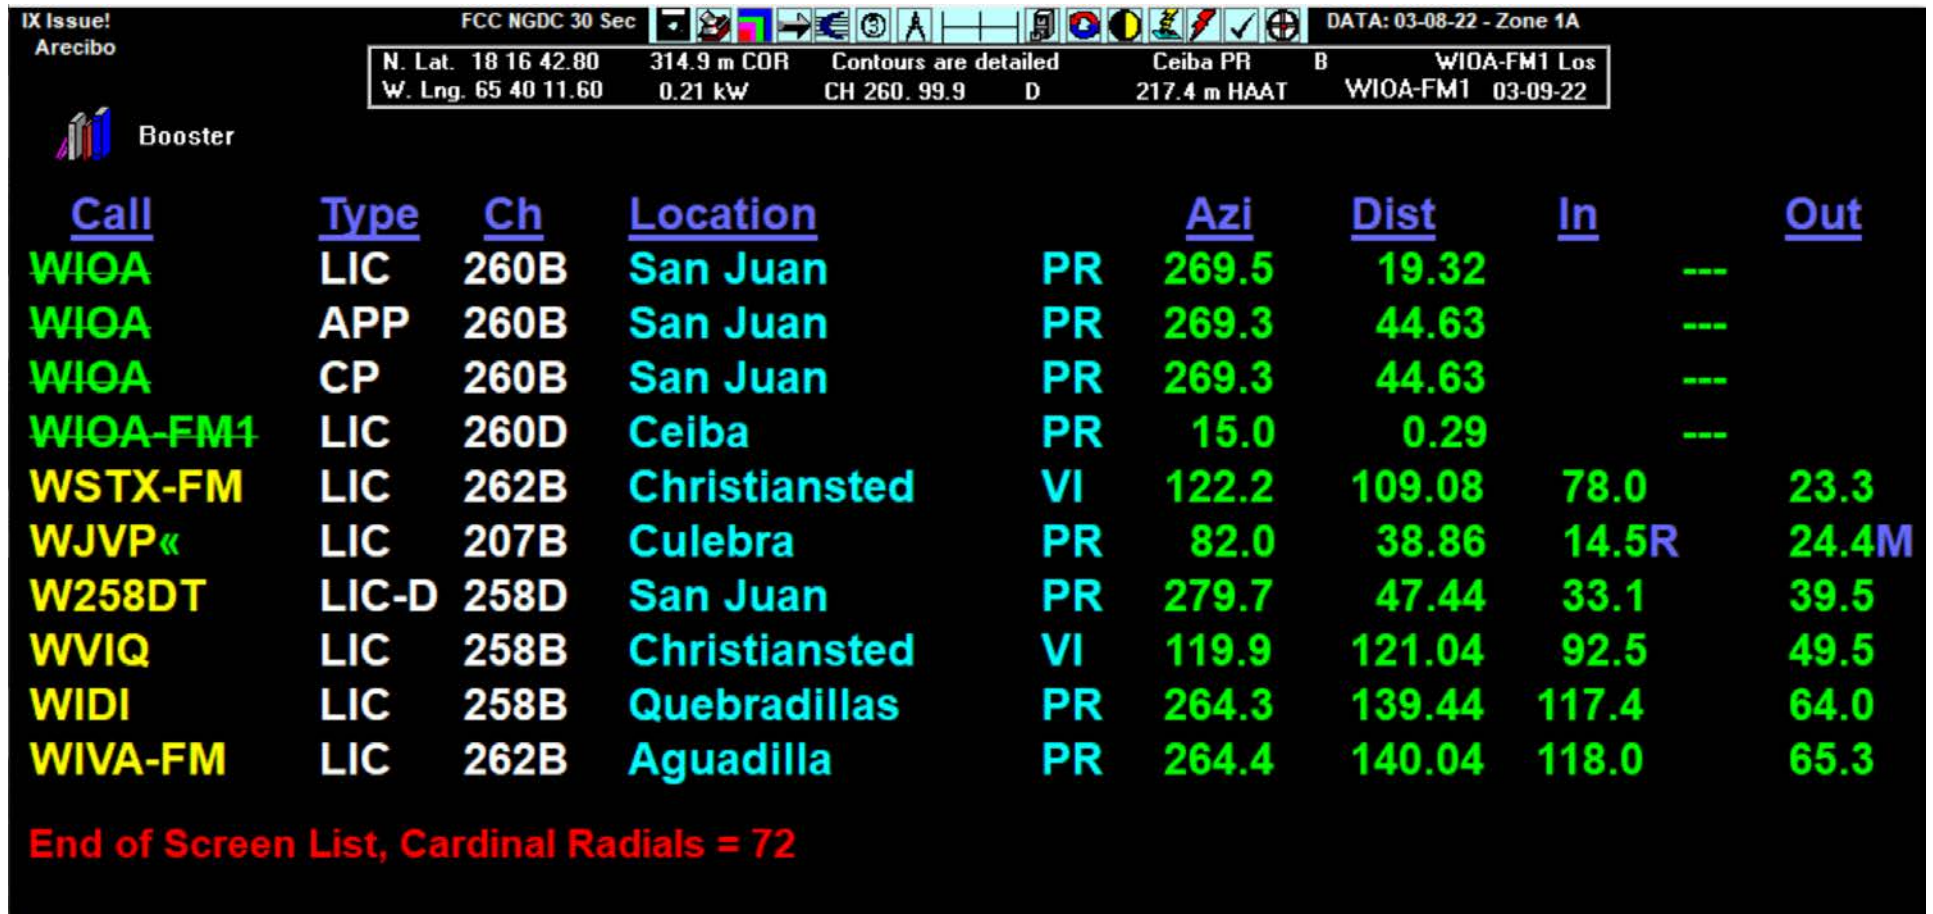 IX Issue! FCC NGDC 30 Sec DATA: 03-08-22 - Zone 1A
Arecibo
N. Lat. 18 16 42.80 314.9 m COR Contours are detailed Ceiba PR B WIOA-FM1 Los
W. Lng. 65 40 11.60 0.21 kW CH 260. 99.9 D 217.4 m HAAT WIOA-FM1 03-09-22
Booster
Call Type Ch Location Azi Dist In Out
WIOA LIC 260B San Juan PR 269.5 19.32 ---
WIOA APP 260B San Juan PR 269.3 44.63 ---
WIOA CP 260B San Juan PR 269.3 44.63 ---
WIOA-FM1 LIC 260D Ceiba PR 15.0 0.29 ---
WSTX-FM LIC 262B Christiansted VI 122.2 109.08 78.0 23.3
WJVP« LIC 207B Culebra PR 82.0 38.86 14.5R 24.4M
W258DT LIC-D 258D San Juan PR 279.7 47.44 33.1 39.5
WVIQ LIC 258B Christiansted VI 119.9 121.04 92.5 49.5
WIDI LIC 258B Quebradillas PR 264.3 139.44 117.4 64.0
WIVA-FM LIC 262B Aguadilla PR 264.4 140.04 118.0 65.3
End of Screen List, Cardinal Radials = 72